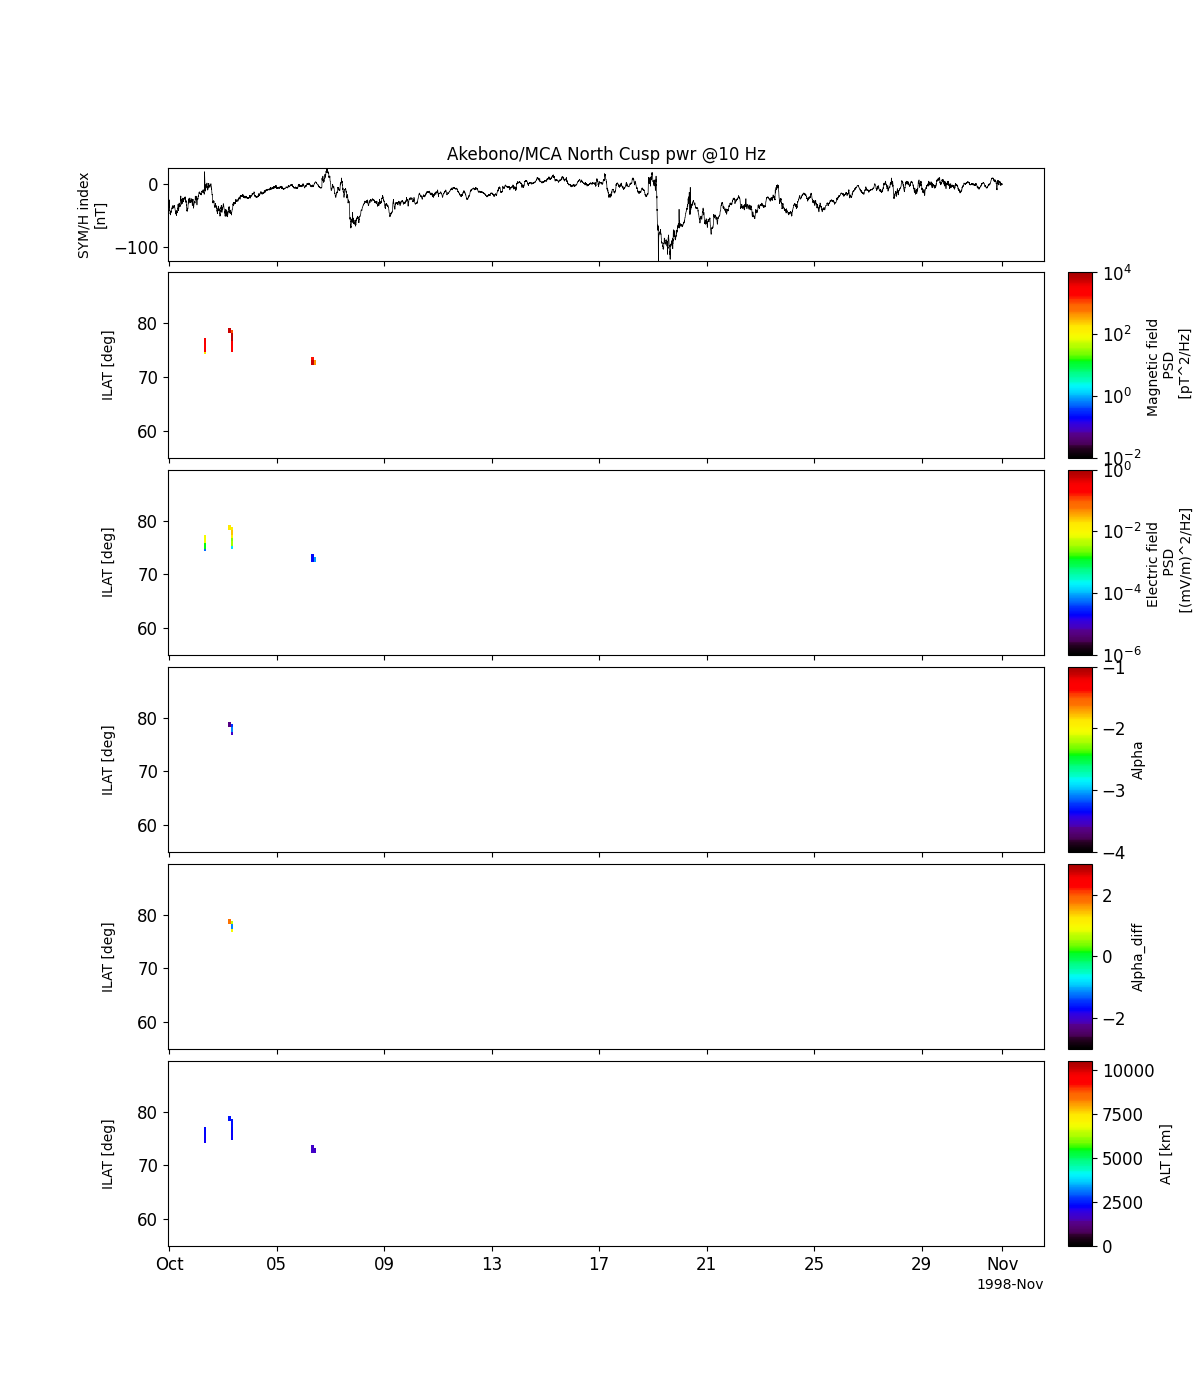 Akebono/MCA North Cusp pwr @10 Hz
SYM/H index
[nT]
0
−100
ILAT [deg]
80
70
60
10^4
10^2
10^0
10^−2
Magnetic field
PSD
[pT^2/Hz]
ILAT [deg]
80
70
60
10^0
10^−2
10^−4
10^−6
Electric field
PSD
[(mV/m)^2/Hz]
ILAT [deg]
80
70
60
−1
−2
−3
−4
Alpha
ILAT [deg]
80
70
60
2
0
−2
Alpha_diff
ILAT [deg]
80
70
60
10000
7500
5000
2500
0
ALT [km]
Oct 05 09 13 17 21 25 29 Nov
1998-Nov